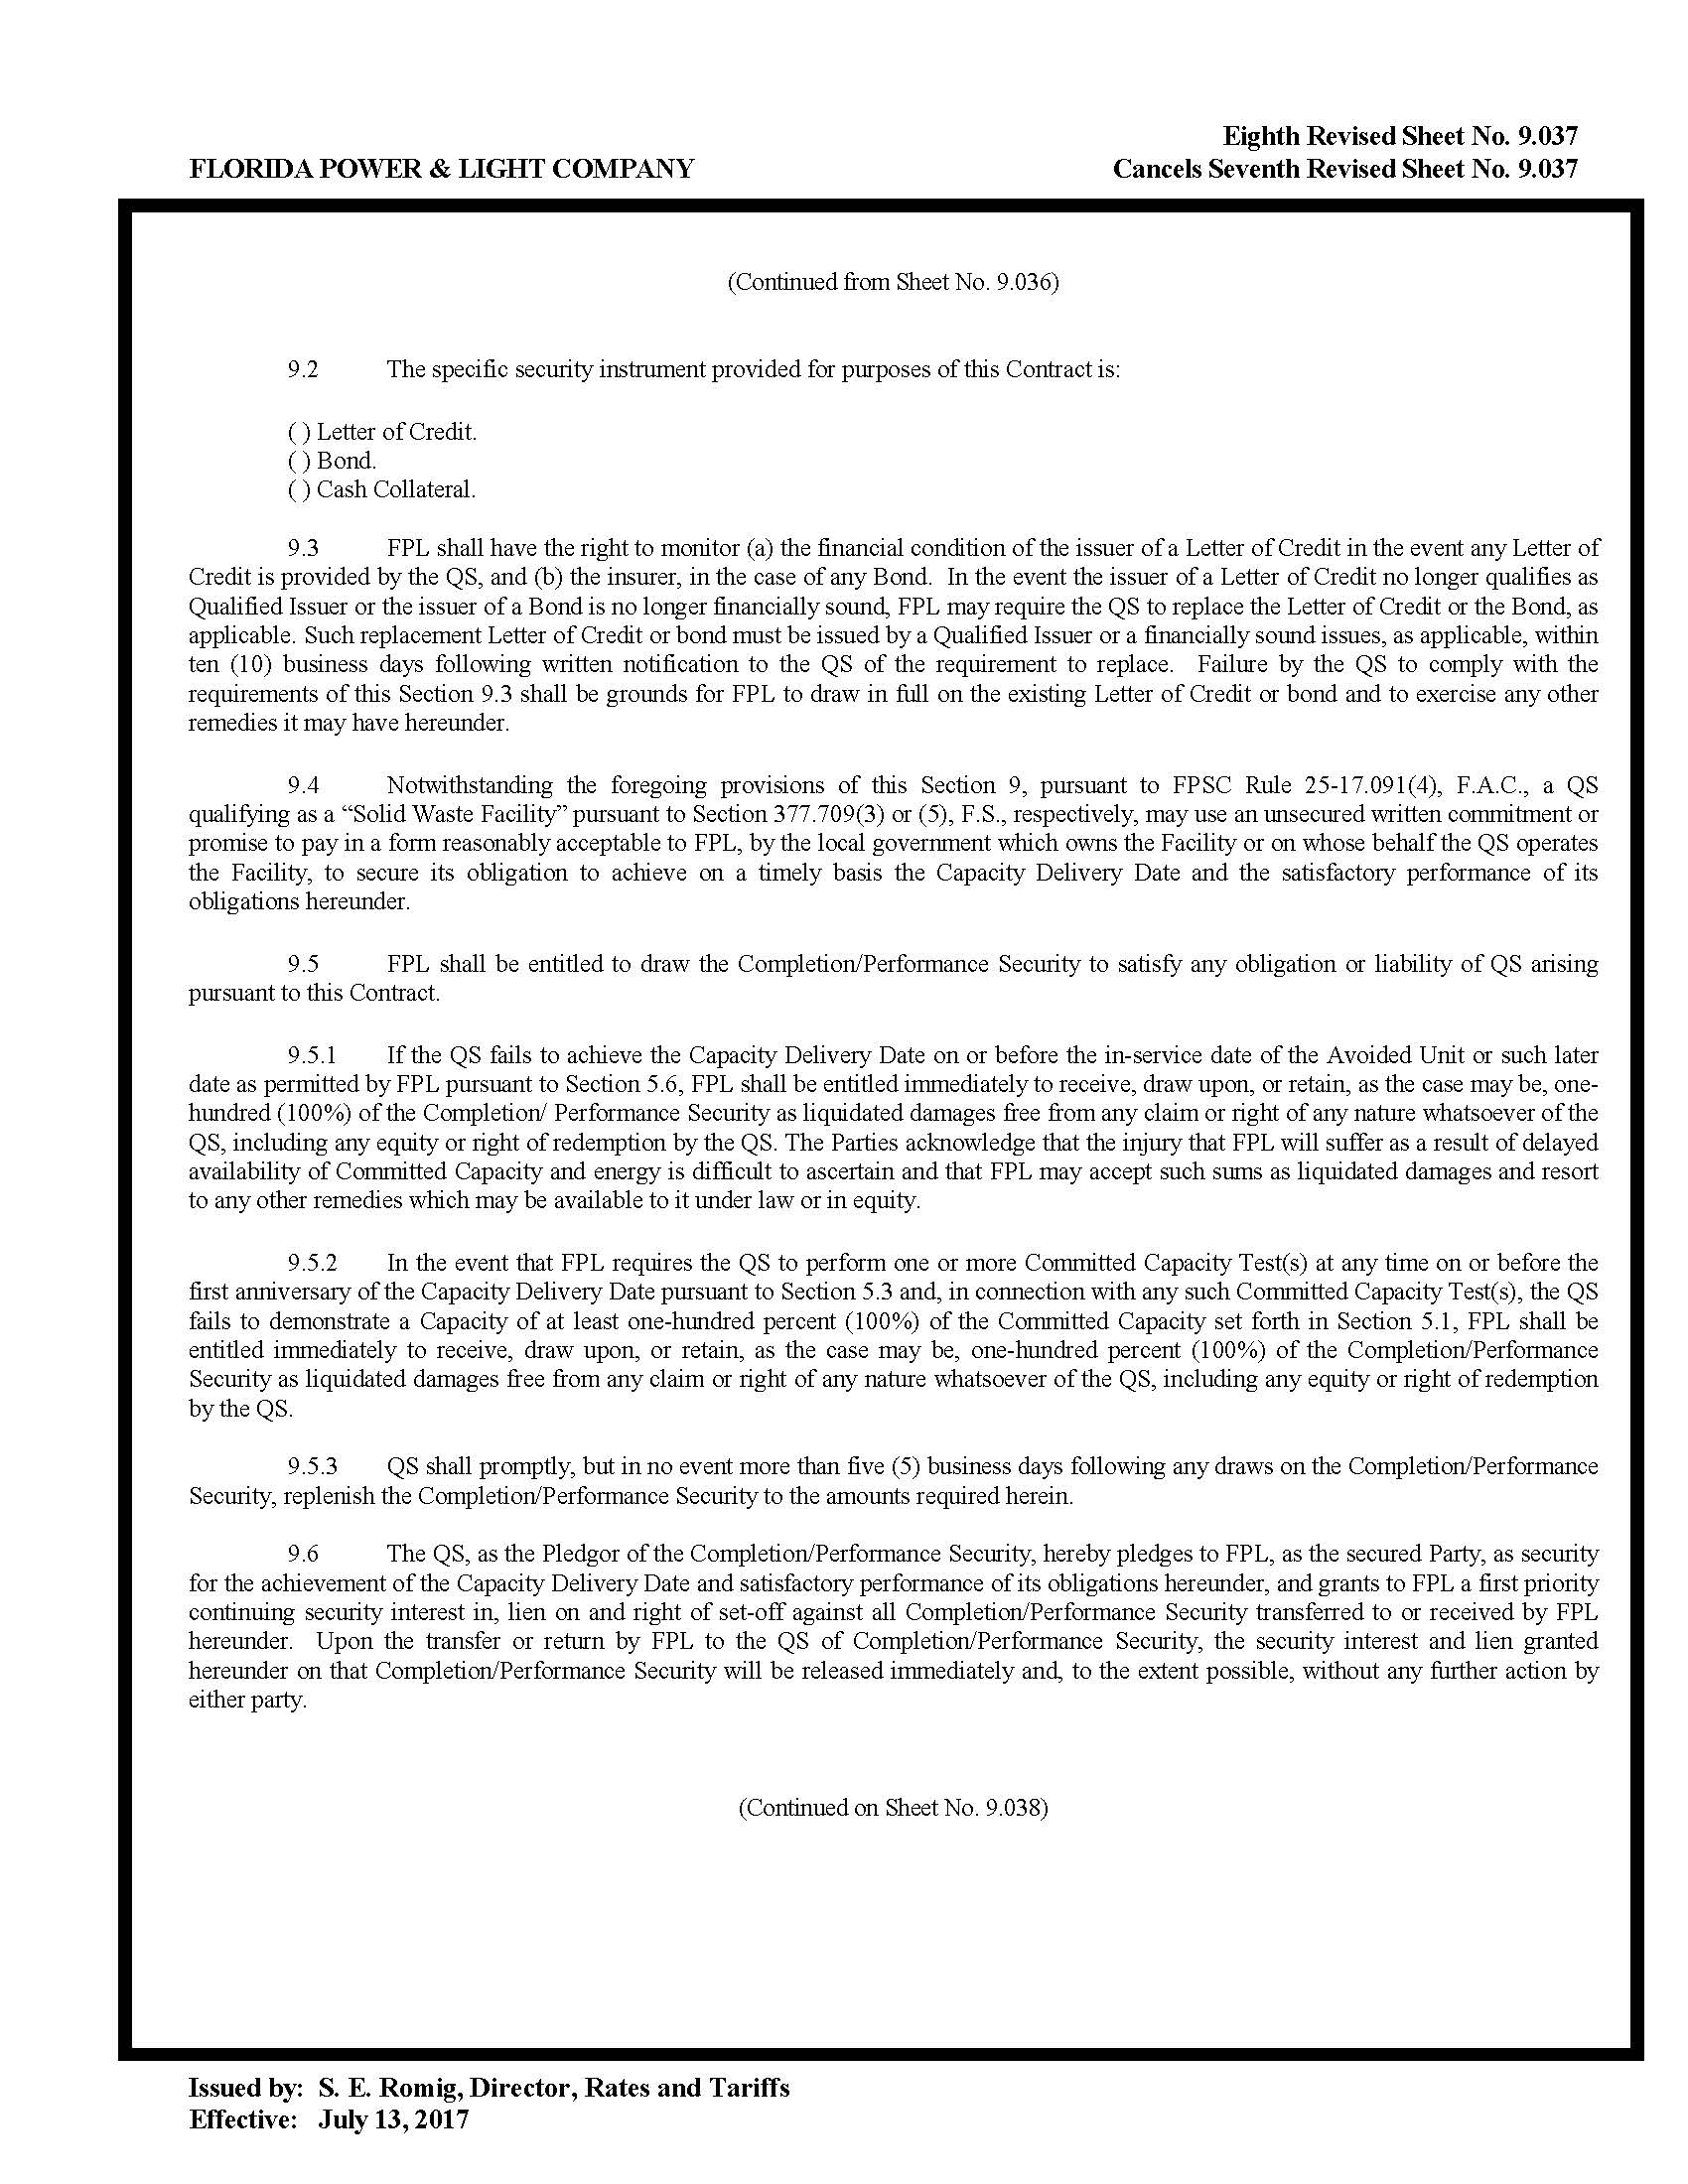 Eighth Revised Sheet No. 9.037
FLORIDA POWER & LIGHT COMPANY Cancels Seventh Revised Sheet No. 9.037
(Continued from Sheet No. 9.036)
9.2 The specific security instrument provided for purposes of this Contract is:
( ) Letter of Credit.
( ) Bond.
( ) Cash Collateral.
9.3 FPL shall have the right to monitor (a) the financial condition of the issuer of a Letter of Credit in the event any Letter of
Credit is provided by the QS, and (b) the insurer, in the case of any Bond. In the event the issuer of a Letter of Credit no longer qualifies as
Qualified Issuer or the issuer of a Bond is no longer financially sound, FPL may require the QS to replace the Letter of Credit or the Bond, as
applicable. Such replacement Letter of Credit or bond must be issued by a Qualified Issuer or a financially sound issues, as applicable, within
ten (10) business days following written notification to the QS of the requirement to replace. Failure by the QS to comply with the
requirements of this Section 9.3 shall be grounds for FPL to draw in full on the existing Letter of Credit or bond and to exercise any other
remedies it may have hereunder.
9.4 Notwithstanding the foregoing provisions of this Section 9, pursuant to FPSC Rule 25-17.091(4), F.A.C., a QS
qualifying as a “Solid Waste Facility” pursuant to Section 377.709(3) or (5), F.S., respectively, may use an unsecured written commitment or
promise to pay in a form reasonably acceptable to FPL, by the local government which owns the Facility or on whose behalf the QS operates
the Facility, to secure its obligation to achieve on a timely basis the Capacity Delivery Date and the satisfactory performance of its
obligations hereunder.
9.5 FPL shall be entitled to draw the Completion/Performance Security to satisfy any obligation or liability of QS arising
pursuant to this Contract.
9.5.1 If the QS fails to achieve the Capacity Delivery Date on or before the in-service date of the Avoided Unit or such later
date as permitted by FPL pursuant to Section 5.6, FPL shall be entitled immediately to receive, draw upon, or retain, as the case may be, one-
hundred (100%) of the Completion/ Performance Security as liquidated damages free from any claim or right of any nature whatsoever of the
QS, including any equity or right of redemption by the QS. The Parties acknowledge that the injury that FPL will suffer as a result of delayed
availability of Committed Capacity and energy is difficult to ascertain and that FPL may accept such sums as liquidated damages and resort
to any other remedies which may be available to it under law or in equity.
9.5.2 In the event that FPL requires the QS to perform one or more Committed Capacity Test(s) at any time on or before the
first anniversary of the Capacity Delivery Date pursuant to Section 5.3 and, in connection with any such Committed Capacity Test(s), the QS
fails to demonstrate a Capacity of at least one-hundred percent (100%) of the Committed Capacity set forth in Section 5.1, FPL shall be
entitled immediately to receive, draw upon, or retain, as the case may be, one-hundred percent (100%) of the Completion/Performance
Security as liquidated damages free from any claim or right of any nature whatsoever of the QS, including any equity or right of redemption
by the QS.
9.5.3 QS shall promptly, but in no event more than five (5) business days following any draws on the Completion/Performance
Security, replenish the Completion/Performance Security to the amounts required herein.
9.6 The QS, as the Pledgor of the Completion/Performance Security, hereby pledges to FPL, as the secured Party, as security
for the achievement of the Capacity Delivery Date and satisfactory performance of its obligations hereunder, and grants to FPL a first priority
continuing security interest in, lien on and right of set-off against all Completion/Performance Security transferred to or received by FPL
hereunder. Upon the transfer or return by FPL to the QS of Completion/Performance Security, the security interest and lien granted
hereunder on that Completion/Performance Security will be released immediately and, to the extent possible, without any further action by
either party.
(Continued on Sheet No. 9.038)
Issued by: S. E. Romig, Director, Rates and Tariffs
Effective: July 13, 2017